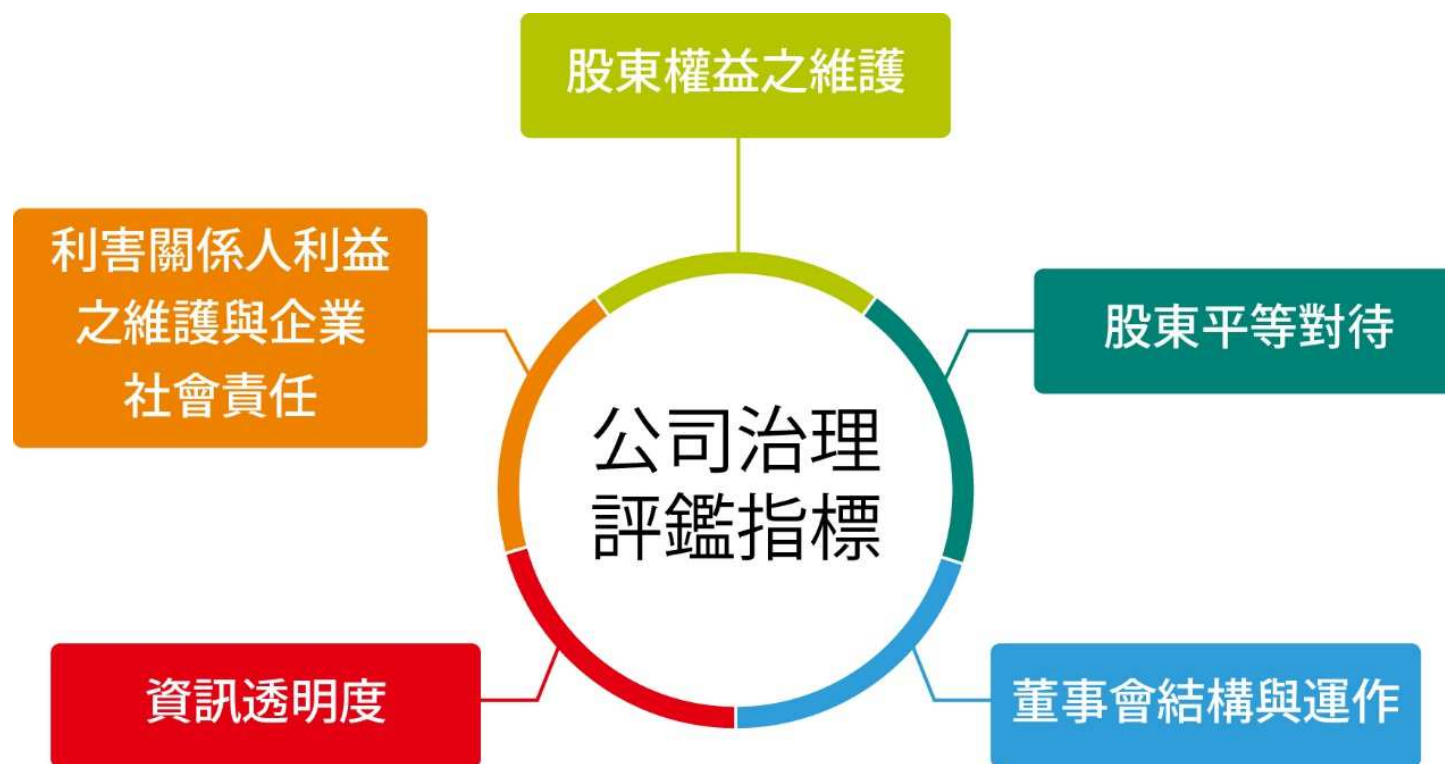 股東權益之維護
利害關係人利益
之維護與企業
社會責任
股東平等對待
公司治理
評鑑指標
資訊透明度
董事會結構與運作